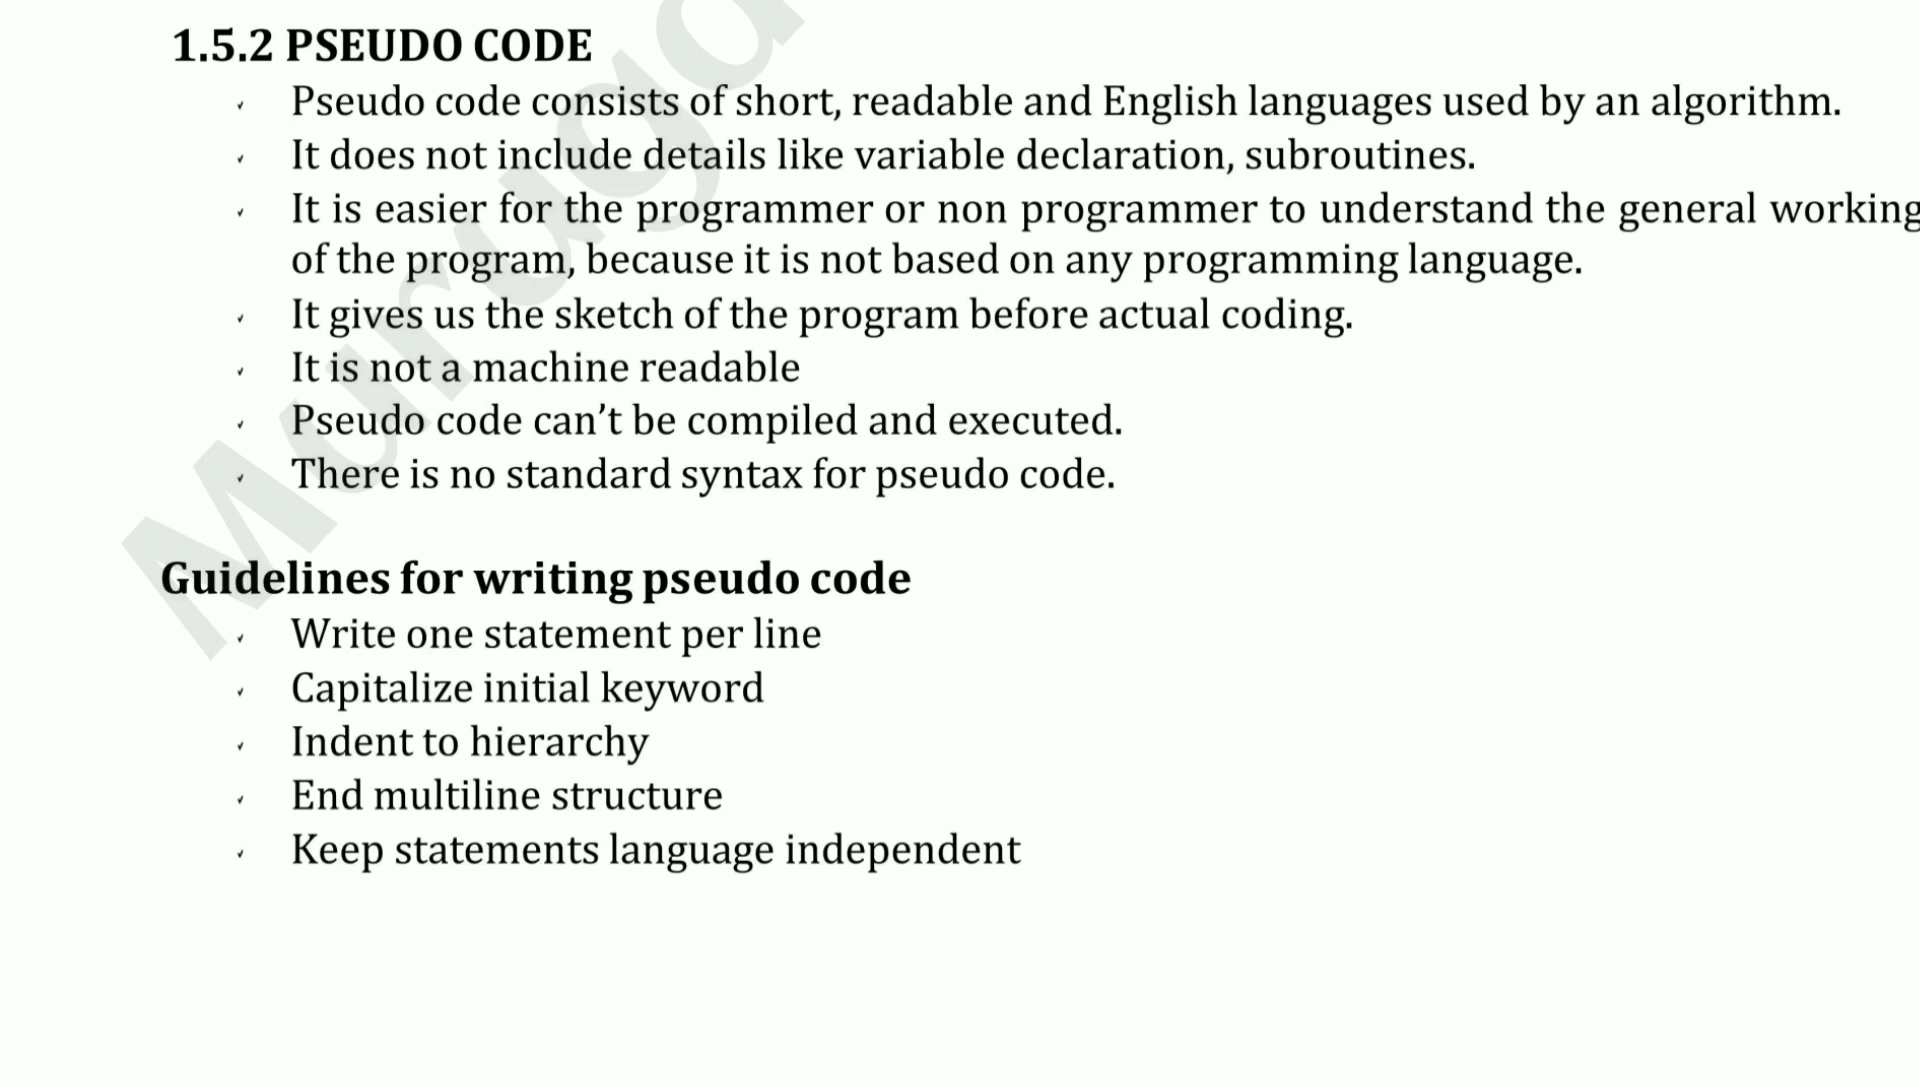 1.5.2 PSEUDO CODE
✓ Pseudo code consists of short, readable and English languages used by an algorithm.
✓ It does not include details like variable declaration, subroutines.
✓ It is easier for the programmer or non programmer to understand the general working
of the program, because it is not based on any programming language.
✓ It gives us the sketch of the program before actual coding.
✓ It is not a machine readable
✓ Pseudo code can’t be compiled and executed.
✓ There is no standard syntax for pseudo code.
Guidelines for writing pseudo code
✓ Write one statement per line
✓ Capitalize initial keyword
✓ Indent to hierarchy
✓ End multiline structure
✓ Keep statements language independent